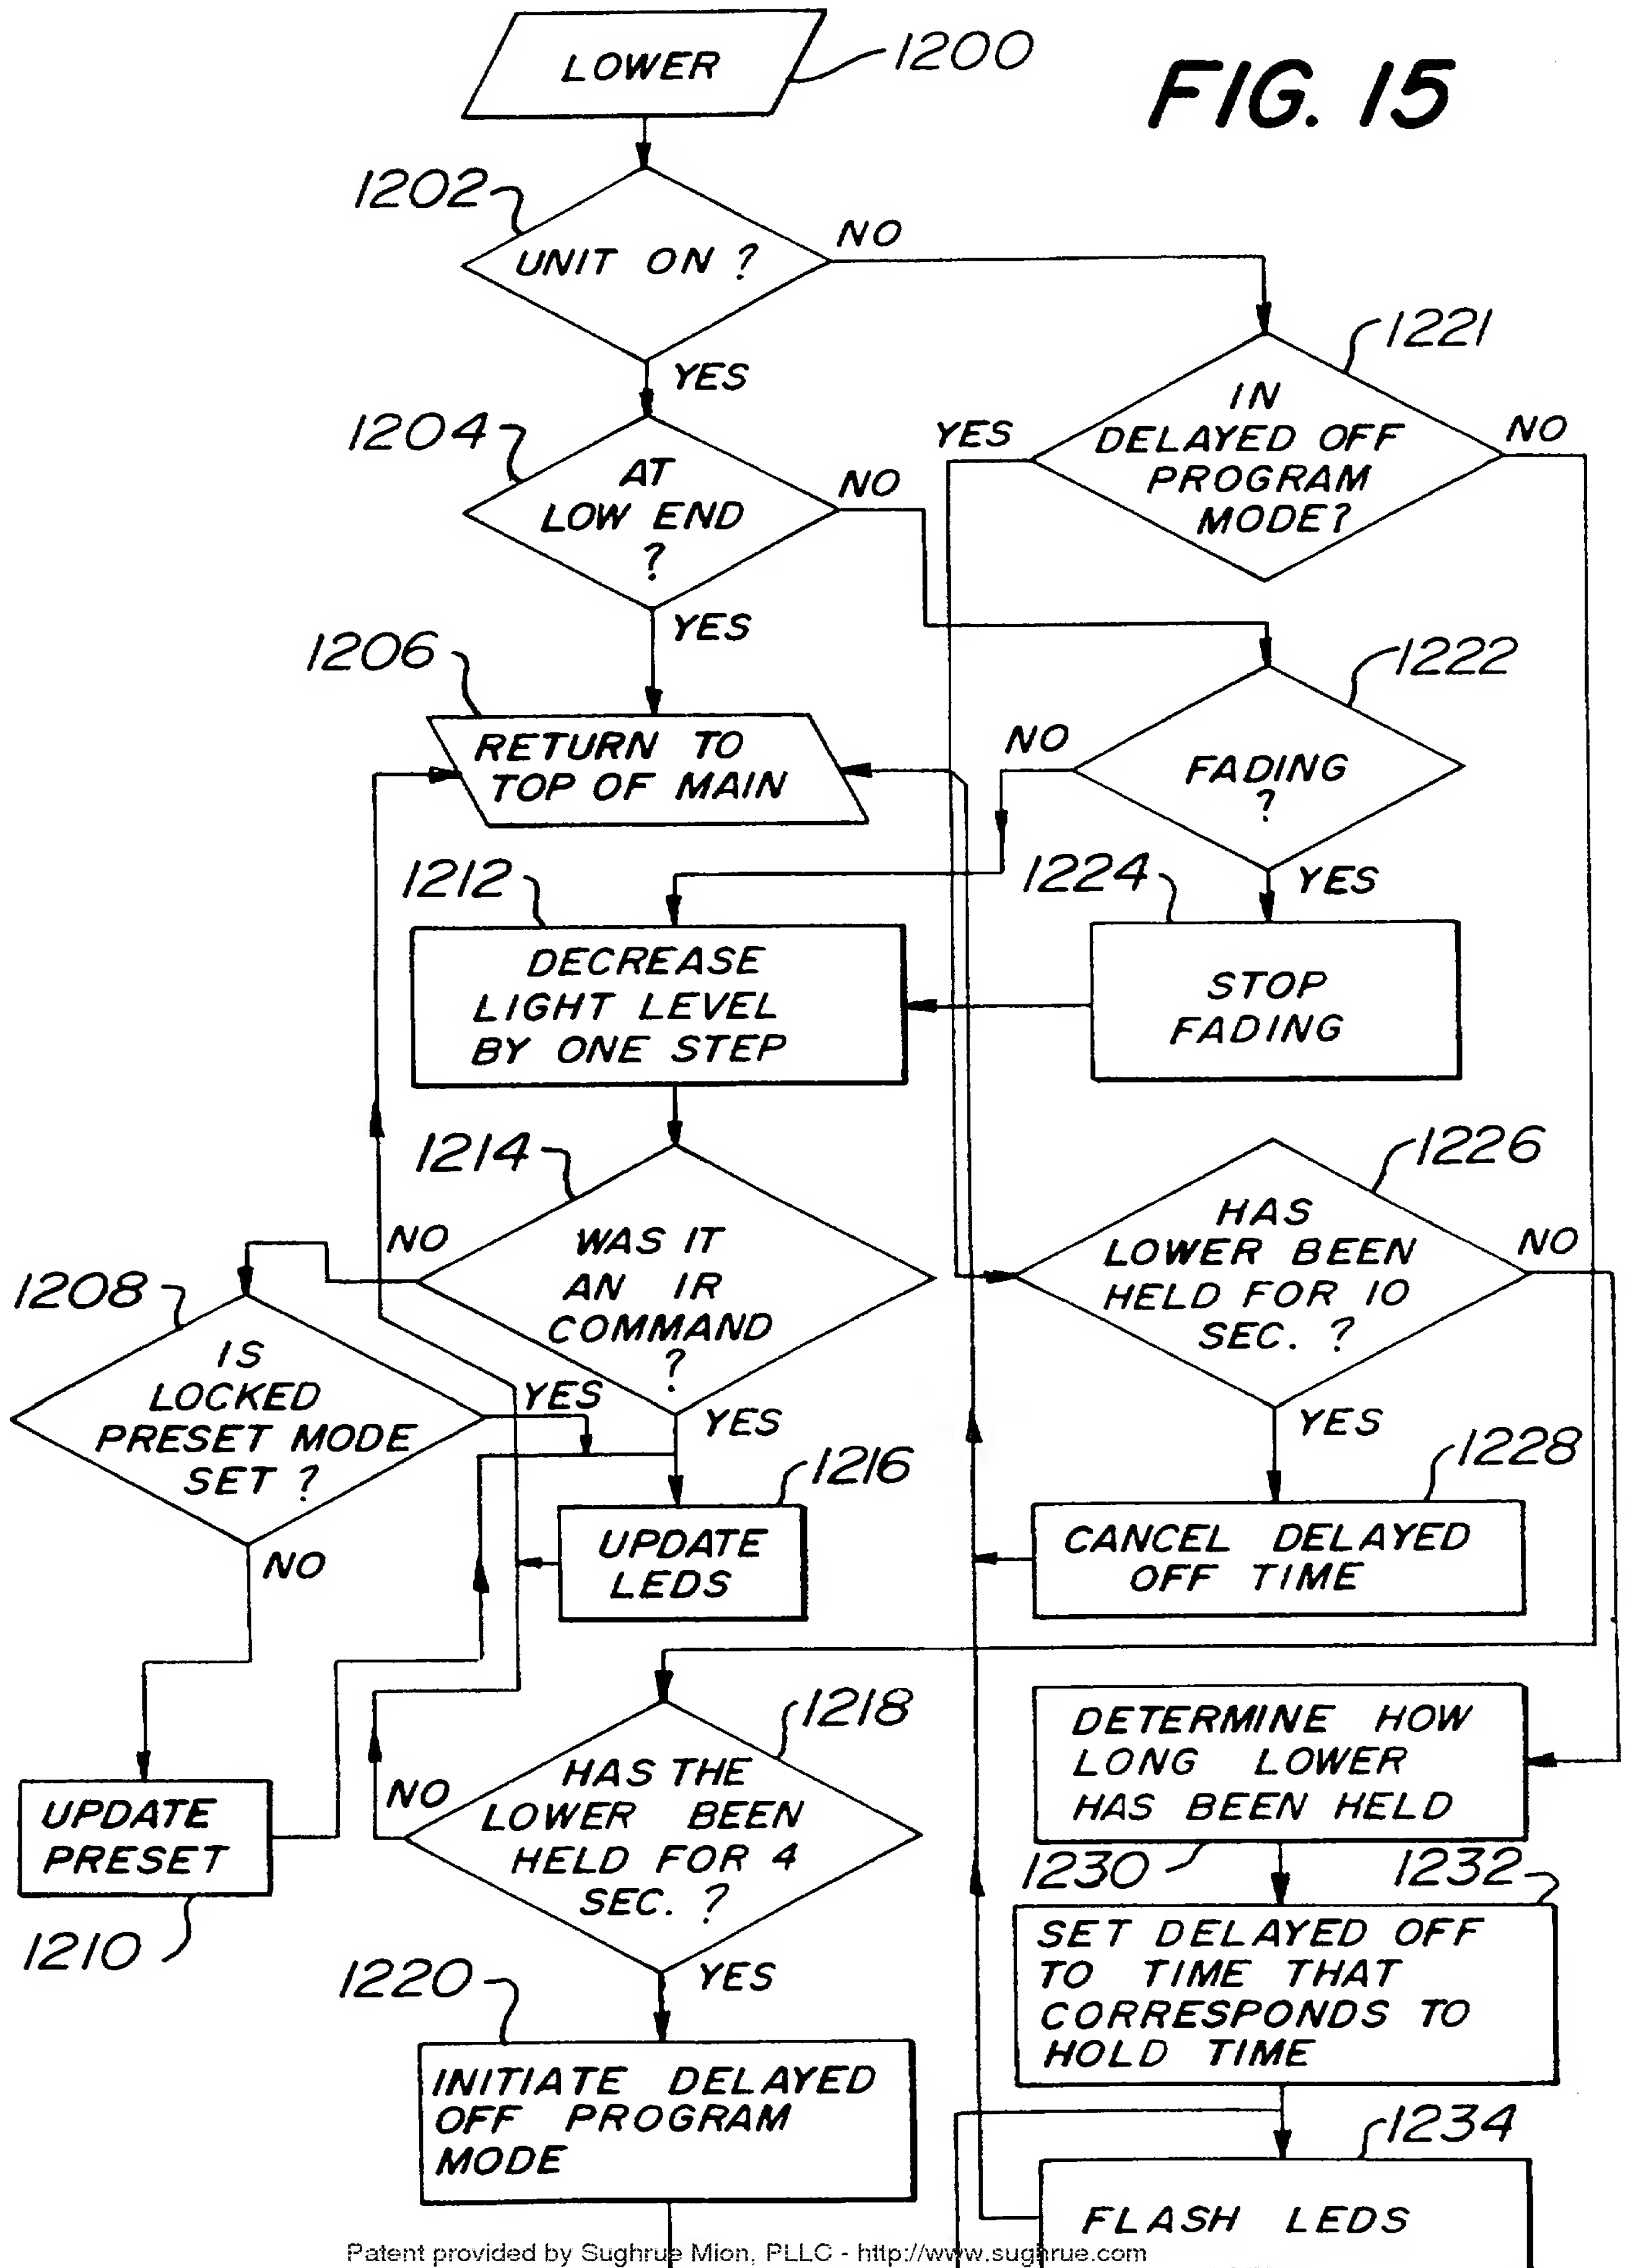 LOWER
1200
FIG. 15
1202
UNIT ON ?
NO
YES
1221
IN
DELAYED OFF
PROGRAM
MODE?
YES
NO
1204
AT
LOW END
?
NO
YES
1206
RETURN TO
TOP OF MAIN
1222
FADING
?
NO
YES
1212
DECREASE
LIGHT LEVEL
BY ONE STEP
1224
STOP
FADING
1214
WAS IT
AN IR
COMMAND
?
NO
YES
1226
HAS
LOWER BEEN
HELD FOR 10
SEC. ?
NO
YES
1208
IS
LOCKED
PRESET MODE
SET ?
YES
NO
1216
UPDATE
LEDS
1228
CANCEL DELAYED
OFF TIME
1218
HAS THE
LOWER BEEN
HELD FOR 4
SEC. ?
NO
YES
DETERMINE HOW
LONG LOWER
HAS BEEN HELD
1230
UPDATE
PRESET
1210
1232
SET DELAYED OFF
TO TIME THAT
CORRESPONDS TO
HOLD TIME
1220
INITIATE DELAYED
OFF PROGRAM
MODE
1234
FLASH LEDS
Patent provided by Sughrue Mion, PLLC - http://www.sughrue.com